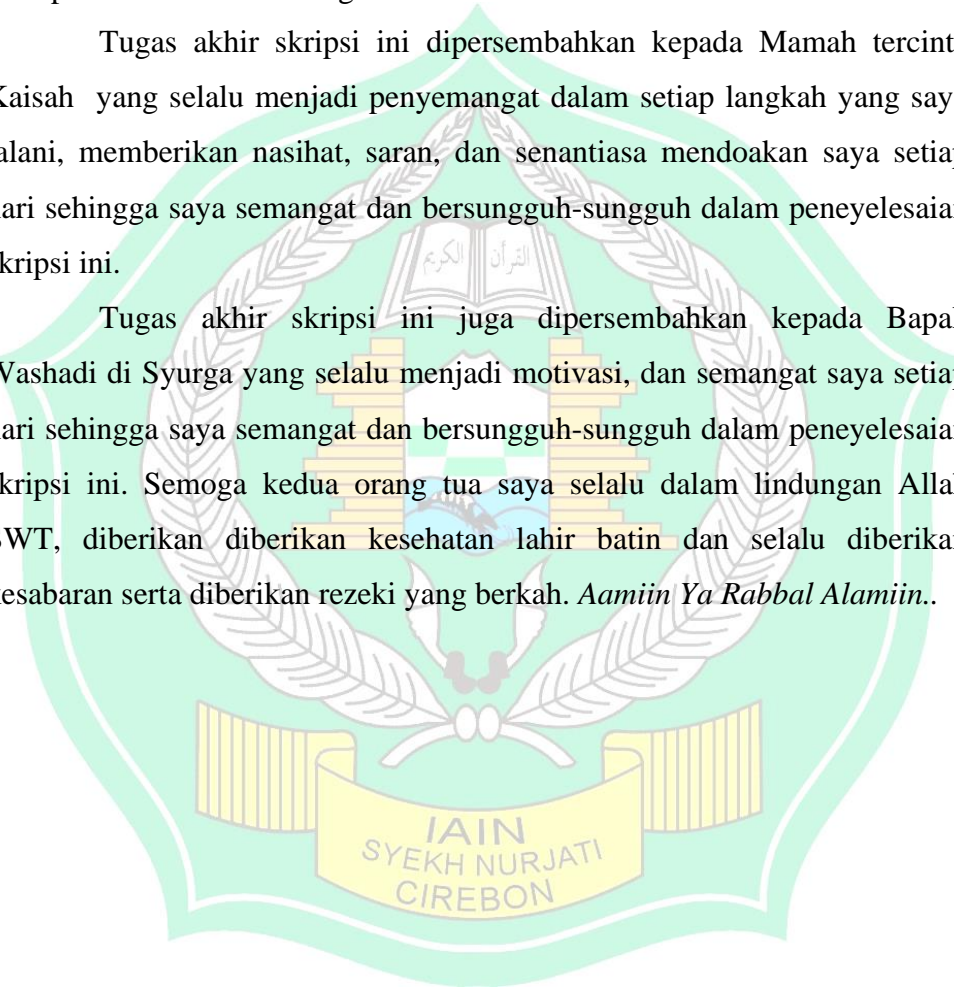 Tugas akhir skripsi ini dipersembahkan kepada Mamah tercint
Kaisah yang selalu menjadi penyemangat dalam setiap langkah yang say
alani, memberikan nasihat, saran, dan senantiasa mendoakan saya setia
ari sehingga saya semangat dan bersungguh-sungguh dalam peneyelesaia
kripsi ini.
Tugas akhir skripsi ini juga dipersembahkan kepada Bapa
Washadi di Syurga yang selalu menjadi motivasi, dan semangat saya setia
ari sehingga saya semangat dan bersungguh-sungguh dalam peneyelesaia
kripsi ini. Semoga kedua orang tua saya selalu dalam lindungan Alla
SWT, diberikan diberikan kesehatan lahir batin dan selalu diberika
kesabaran serta diberikan rezeki yang berkah. Aamiin Ya Rabbal Alamiin..
القرآن الكريم
IAIN
SYEKH NURJATI
CIREBON